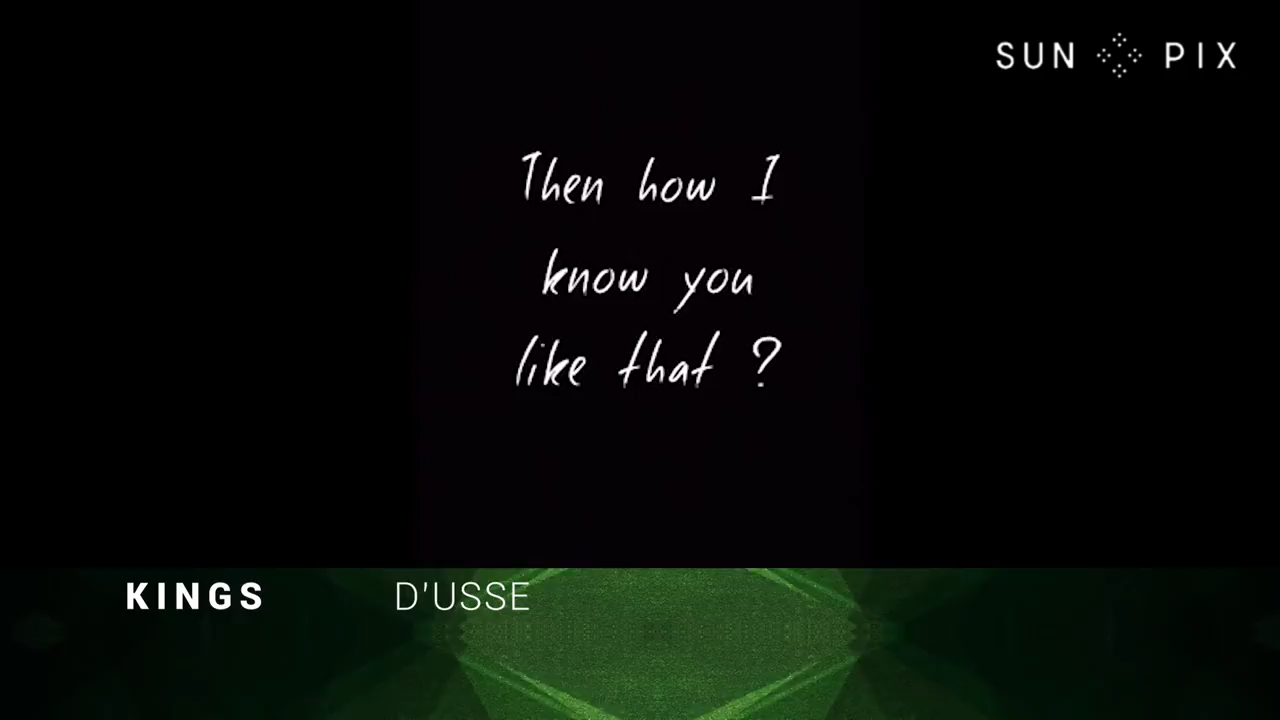 SUN PIX
Then how I
know you
like that ?
KINGS D'USSE